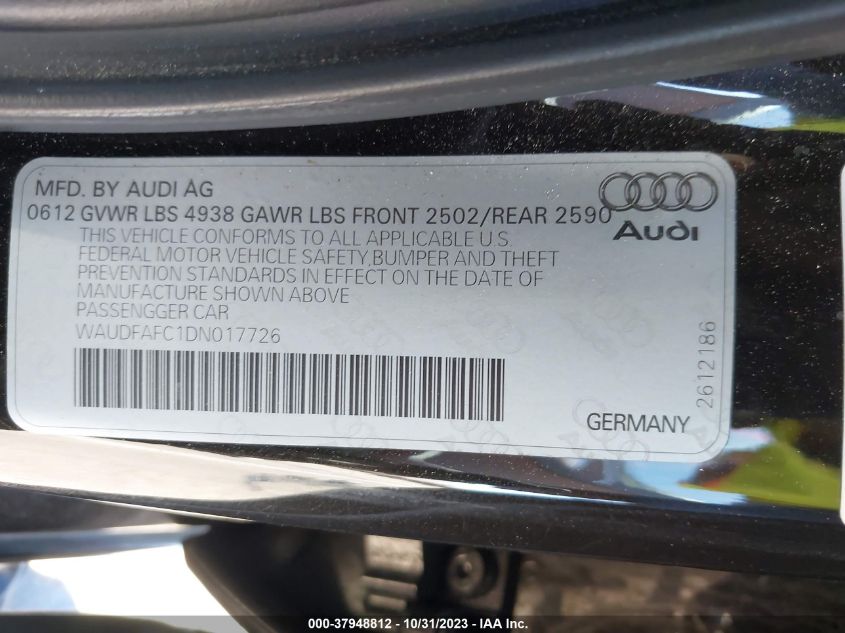 MFD. BY AUDI AG
0612 GVWR LBS 4938 GAWR LBS FRONT 2502/REAR 2590
THIS VEHICLE CONFORMS TO ALL APPLICABLE U.S.
FEDERAL MOTOR VEHICLE SAFETY,BUMPER AND THEFT
PREVENTION STANDARDS IN EFFECT ON THE DATE OF
MANUFACTURE SHOWN ABOVE
PASSENGGER CAR
WAUDFAFC1DN017726
Audi
GERMANY
2612186
000-37948812 - 10/31/2023 - IAA Inc.